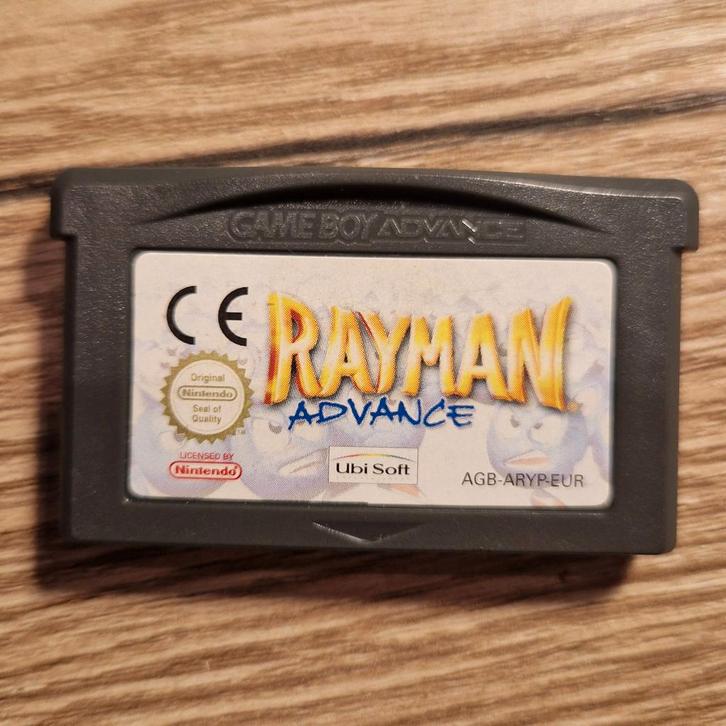 GAME BOY ADVANCE
CE
RAYMAN
ADVANCE
Original
Nintendo
Seal of
Quality
LICENSED BY
Nintendo
Ubi Soft
AGB-ARYP-EUR